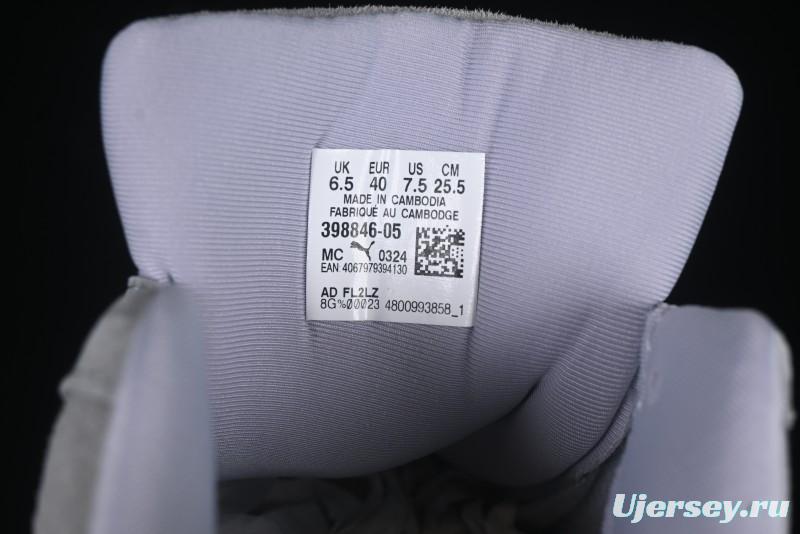 UK EUR US CM
6.5 40 7.5 25.5
MADE IN CAMBODIA
FABRIQUÉ AU CAMBODGE
398846-05
MC 0324
EAN 4067979394130
AD FL2LZ
8G%00023 4800993858_1
Ujersey.ru